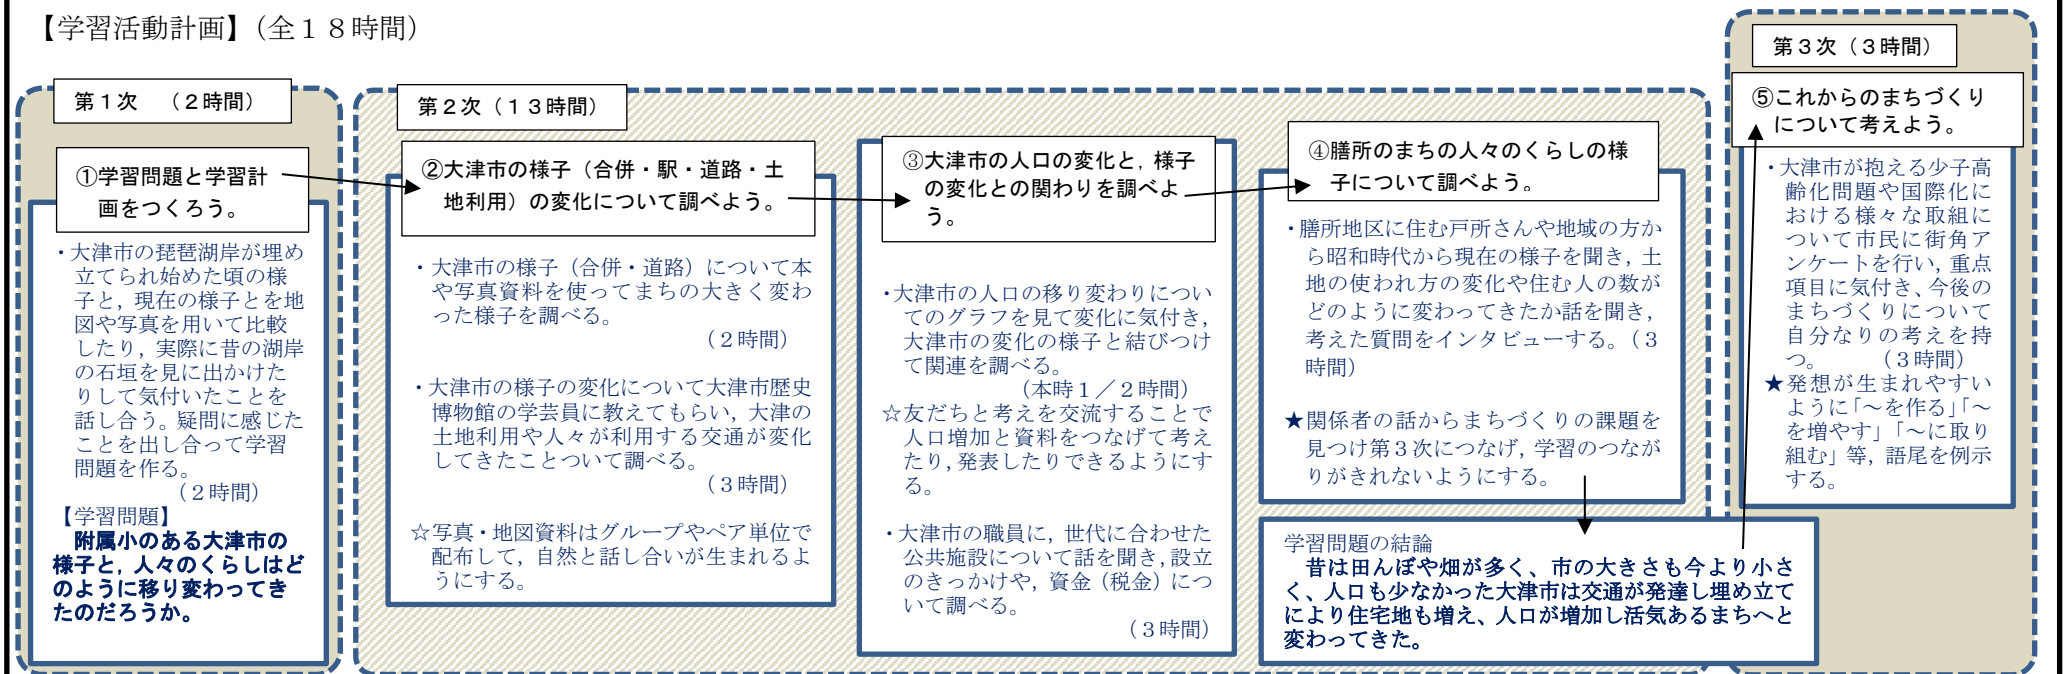 【学習活動計画】（全１８時間）
第１次　（２時間）
①学習問題と学習計
画をつくろう。
・大津市の琵琶湖岸が埋め
立てられ始めた頃の様
子と，現在の様子とを地
図や写真を用いて比較
したり，実際に昔の湖岸
の石垣を見に出かけた
りして気付いたことを
話し合う。疑問に感じた
ことを出し合って学習
問題を作る。
（２時間）
【学習問題】
附属小のある大津市の
様子と，人々のくらしはど
のように移り変わってき
たのだろうか。
第２次（１３時間）
②大津市の様子（合併・駅・道路・土
地利用）の変化について調べよう。
・大津市の様子（合併・道路）について本
や写真資料を使ってまちの大きく変わ
った様子を調べる。
（２時間）
・大津市の様子の変化について大津市歴史
博物館の学芸員に教えてもらい，大津の
土地利用や人々が利用する交通が変化
してきたことついて調べる。
（３時間）
☆写真・地図資料はグループやペア単位で
配布して，自然と話し合いが生まれるよ
うにする。
③大津市の人口の変化と，様子
の変化との関わりを調べよ
う。
・大津市の人口の移り変わりについ
てのグラフを見て変化に気付き，
大津市の変化の様子と結びつけ
て関連を調べる。
（本時１／２時間）
☆友だちと考えを交流することで
人口増加と資料をつなげて考え
たり，発表したりできるようにす
る。
・大津市の職員に，世代に合わせた
公共施設について話を聞き，設立
のきっかけや，資金（税金）につ
いて調べる。
（３時間）
④膳所のまちの人々のくらしの様
子について調べよう。
・膳所地区に住む戸所さんや地域の方か
ら昭和時代から現在の様子を聞き，土
地の使われ方の変化や住む人の数が
どのように変わってきたか話を聞き，
考えた質問をインタビューする。（３
時間）
★関係者の話からまちづくりの課題を
見つけ第３次につなげ，学習のつなが
りがきれないようにする。
学習問題の結論
昔は田んぼや畑が多く、市の大きさも今より小さ
く、人口も少なかった大津市は交通が発達し埋め立て
により住宅地も増え、人口が増加し活気あるまちへと
変わってきた。
第３次（３時間）
⑤これからのまちづくり
について考えよう。
・大津市が抱える少子高
齢化問題や国際化に
おける様々な取組に
ついて市民に街角ア
ンケートを行い，重点
項目に気付き、今後の
まちづくりについて
自分なりの考えを持
つ。　（３時間）
★発想が生まれやすい
ように「～を作る」「～
を増やす」「～に取り
組む」等，語尾を例示
する。